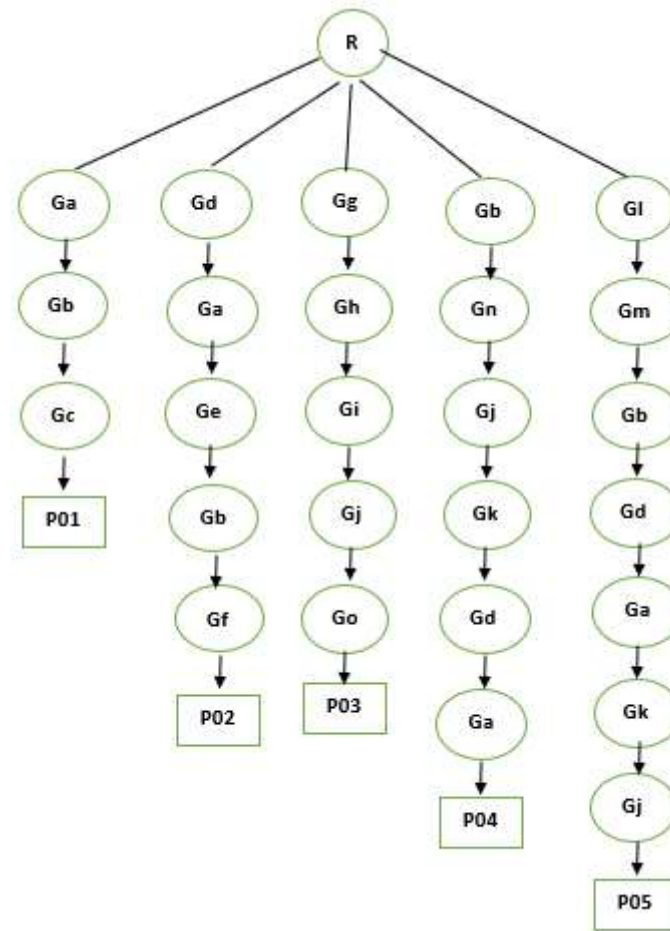 R
Ga Gd Gg Gb Gl
Gb Ga Gh Gn Gm
Gc Ge Gi Gj Gb
P01 Gb Gj Gk Gd
Gf Go Gd Ga
P02 P03 Ga Gk
P04 Gj
P05